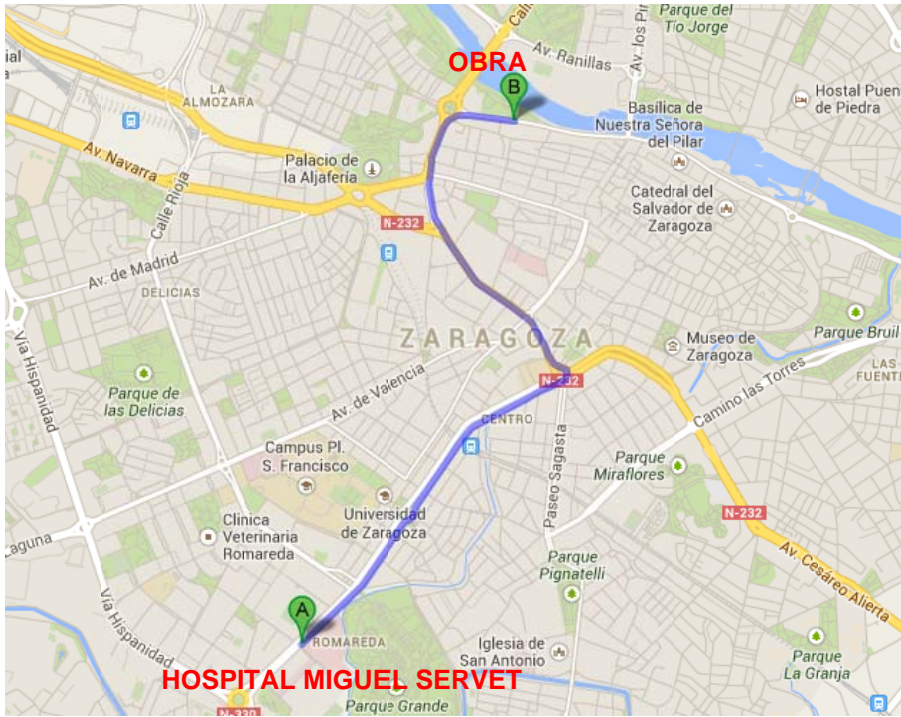 Parque del
Tío Jorge
OBRA
Av. Ranillas
Av. los Pir
Calle
B
ial
LA
ALMOZARA
Hostal Puen
de Piedra
Basílica de
Nuestra Señora
del Pilar
Av. Navarra
Palacio de
la Aljafería
Calle Rioja
Catedral del
Salvador de
Zaragoza
N-232
Av. de Madrid
DELICIAS
ZARAGOZA
Museo de
Zaragoza
Parque Bruil
Vía Hispanidad
LAS
FUENT
Parque de
las Delicias
N-232
Av. de Valencia
Camino las Torres
CENTRO
Campus Pl.
S. Francisco
Parque
Miraflores
Paseo Sagasta
Universidad
de Zaragoza
N-232
Clinica
Veterinaria
Romareda
Laguna
Av. Cesáreo Alierta
Parque
Pignatelli
Vía Hispanidad
A
ROMAREDA
Iglesia de
San Antonio
Parque
La Granja
HOSPITAL MIGUEL SERVET
Parque Grande
N-330